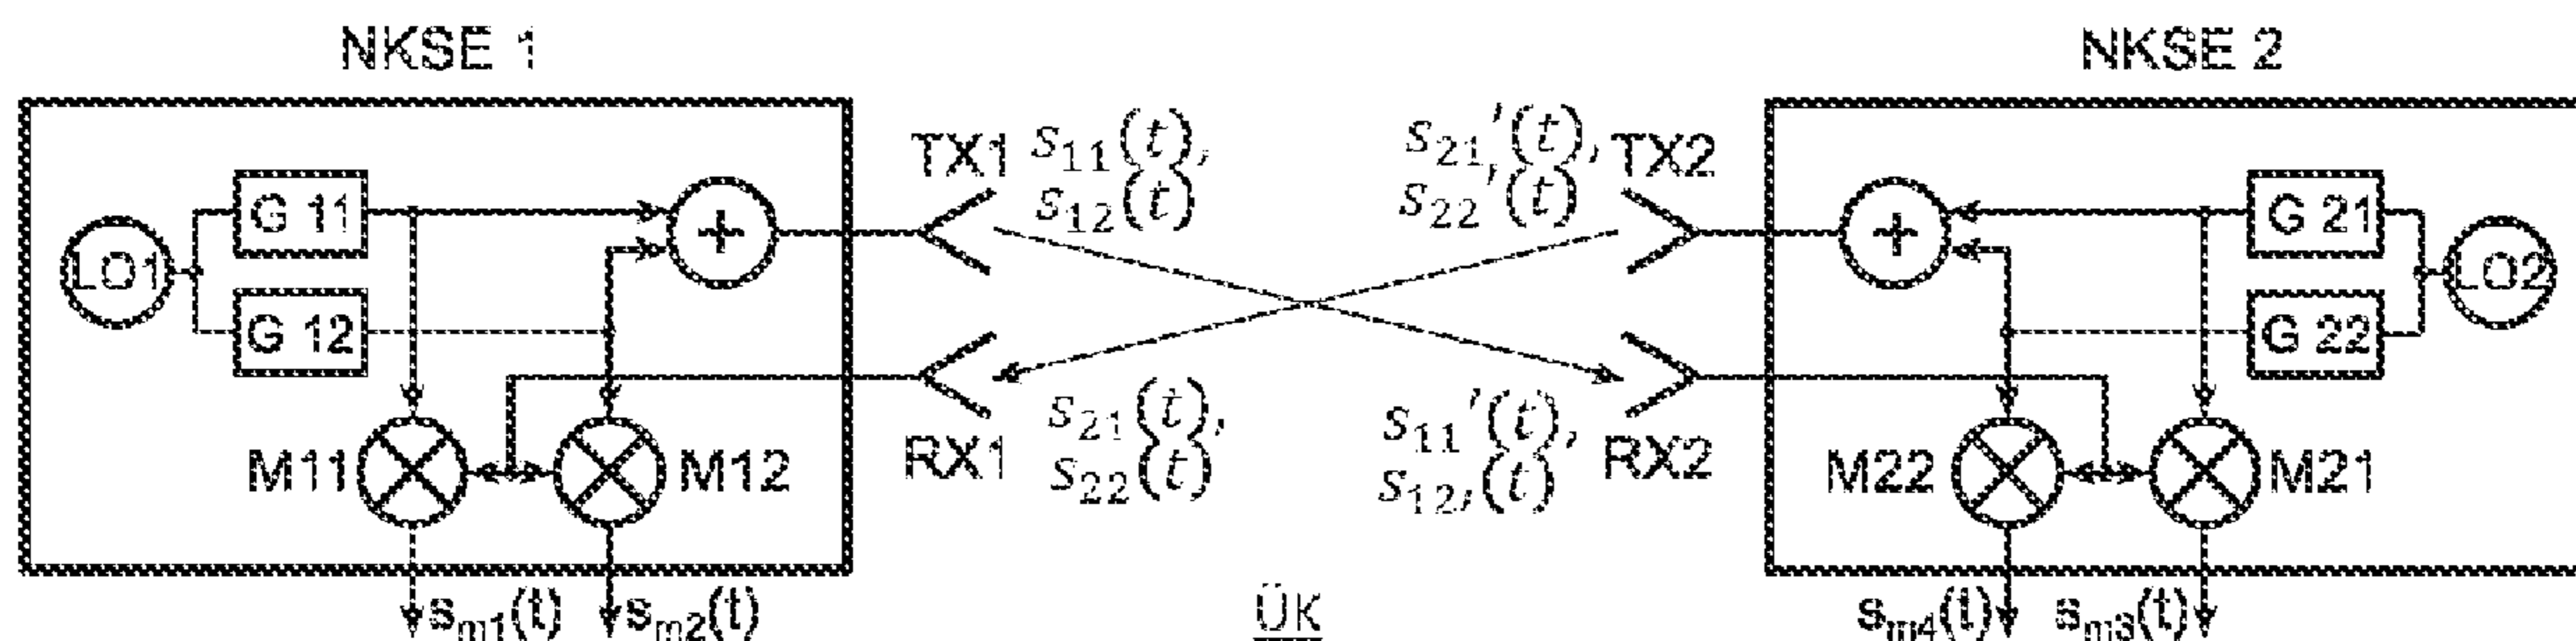 NKSE 1
NKSE 2
TX1
s₁₁(t),
s₁₂(t)
s₂₁'(t),
s₂₂'(t)
TX2
LO1
G 11
G 12
+
+
G 21
G 22
LO2
M11
M12
RX1
s₂₁(t),
s₂₂(t)
s₁₁'(t),
s₁₂,(t)
RX2
M22
M21
sₘ₁(t)
sₘ₂(t)
ÜK
sₘ₄(t)
sₘ₃(t)